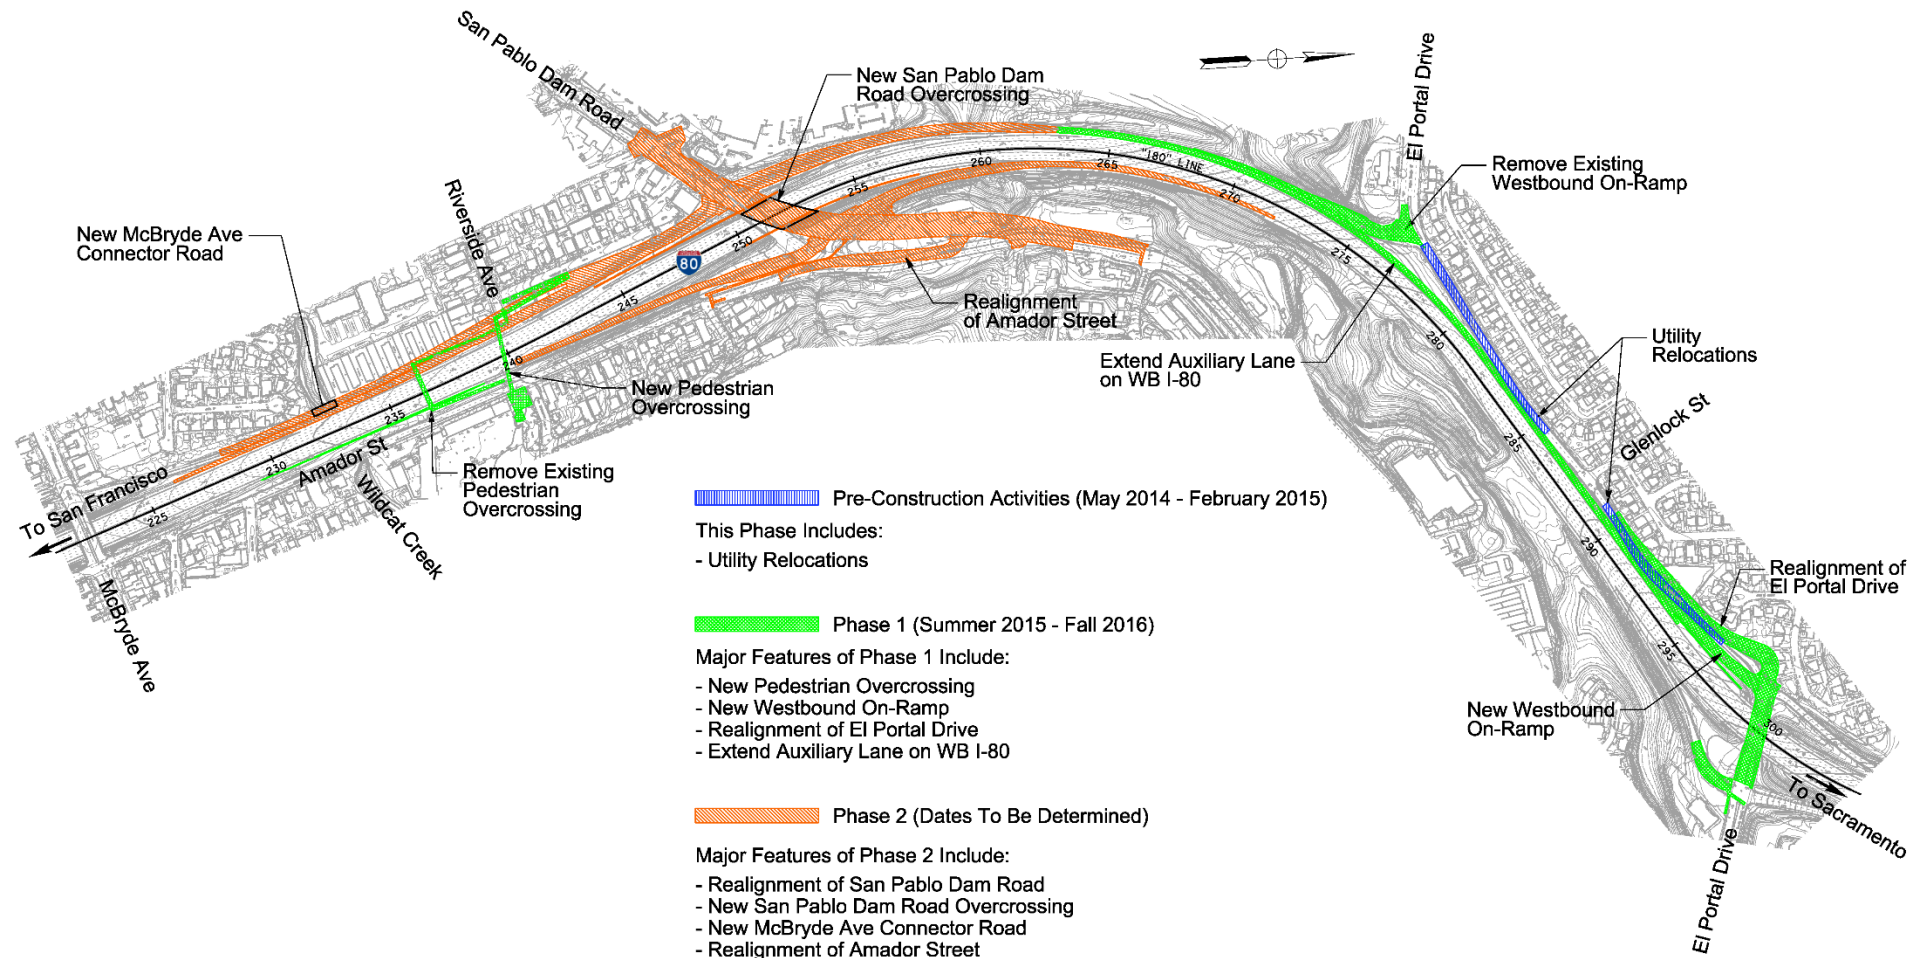 San Pablo Dam Road
New San Pablo Dam
Road Overcrossing
El Portal Drive
Remove Existing
Westbound On-Ramp
Riverside Ave
New McBryde Ave
Connector Road
80
"180" LINE
225
230
235
240
245
250
255
260
265
270
275
280
285
290
295
300
Realignment
of Amador Street
Extend Auxiliary Lane
on WB I-80
Utility
Relocations
New Pedestrian
Overcrossing
Glenlock St
To San Francisco
Amador St
Remove Existing
Pedestrian
Overcrossing
Wildcat Creek
McBryde Ave
Realignment of
El Portal Drive
New Westbound
On-Ramp
To Sacramento
El Portal Drive
Pre-Construction Activities (May 2014 - February 2015)
This Phase Includes:
- Utility Relocations
Phase 1 (Summer 2015 - Fall 2016)
Major Features of Phase 1 Include:
- New Pedestrian Overcrossing
- New Westbound On-Ramp
- Realignment of El Portal Drive
- Extend Auxiliary Lane on WB I-80
Phase 2 (Dates To Be Determined)
Major Features of Phase 2 Include:
- Realignment of San Pablo Dam Road
- New San Pablo Dam Road Overcrossing
- New McBryde Ave Connector Road
- Realignment of Amador Street